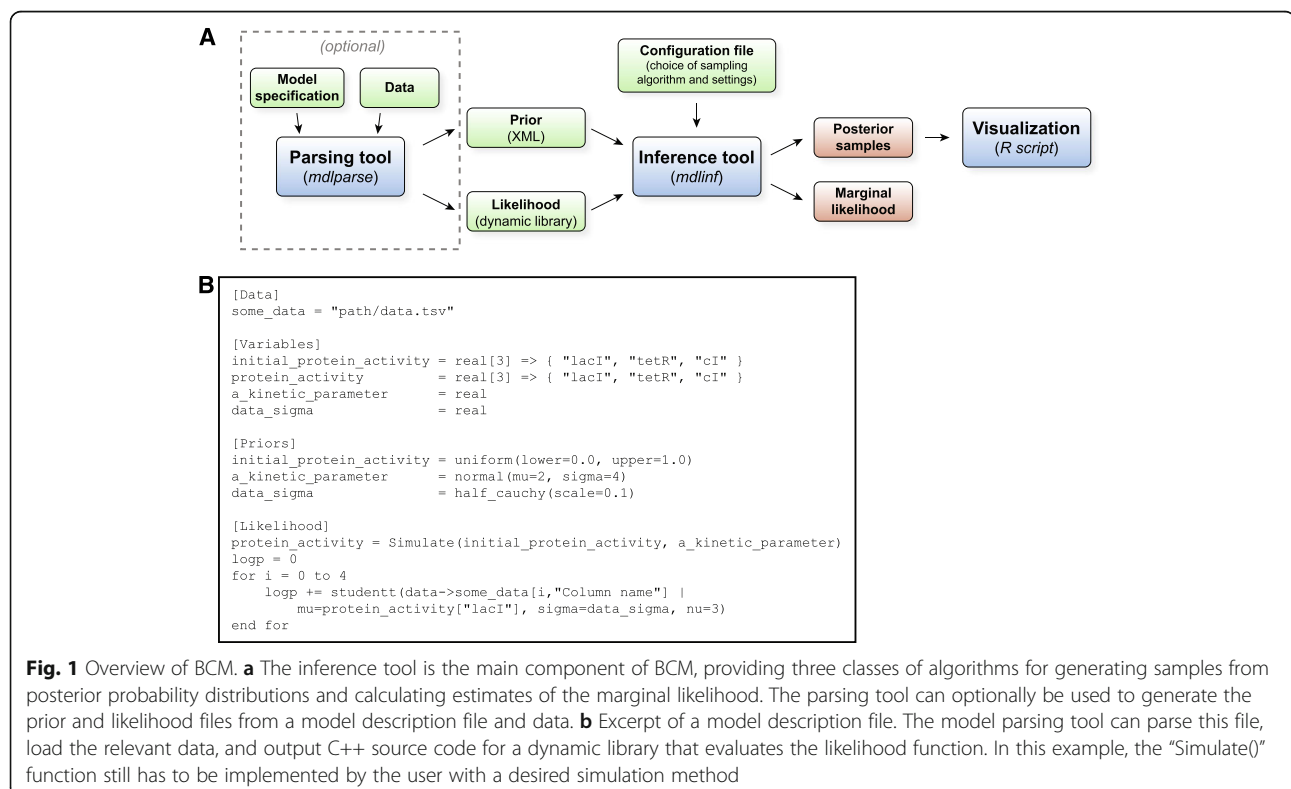 A
(optional)
Model
specification
Data
Parsing tool
(mdlparse)
Prior
(XML)
Likelihood
(dynamic library)
Configuration file
(choice of sampling
algorithm and settings)
Inference tool
(mdlinf)
Posterior
samples
Marginal
likelihood
Visualization
(R script)
B
[Data]
some_data = "path/data.tsv"
[Variables]
initial_protein_activity = real[3] => { "lacI", "tetR", "cI" }
protein_activity         = real[3] => { "lacI", "tetR", "cI" }
a_kinetic_parameter      = real
data_sigma               = real
[Priors]
initial_protein_activity = uniform(lower=0.0, upper=1.0)
a_kinetic_parameter      = normal(mu=2, sigma=4)
data_sigma               = half_cauchy(scale=0.1)
[Likelihood]
protein_activity = Simulate(initial_protein_activity, a_kinetic_parameter)
logp = 0
for i = 0 to 4
    logp += studentt(data->some_data[i,"Column name"] |
        mu=protein_activity["lacI"], sigma=data_sigma, nu=3)
end for
Fig. 1 Overview of BCM. a The inference tool is the main component of BCM, providing three classes of algorithms for generating samples from
posterior probability distributions and calculating estimates of the marginal likelihood. The parsing tool can optionally be used to generate the
prior and likelihood files from a model description file and data. b Excerpt of a model description file. The model parsing tool can parse this file,
load the relevant data, and output C++ source code for a dynamic library that evaluates the likelihood function. In this example, the “Simulate()”
function still has to be implemented by the user with a desired simulation method